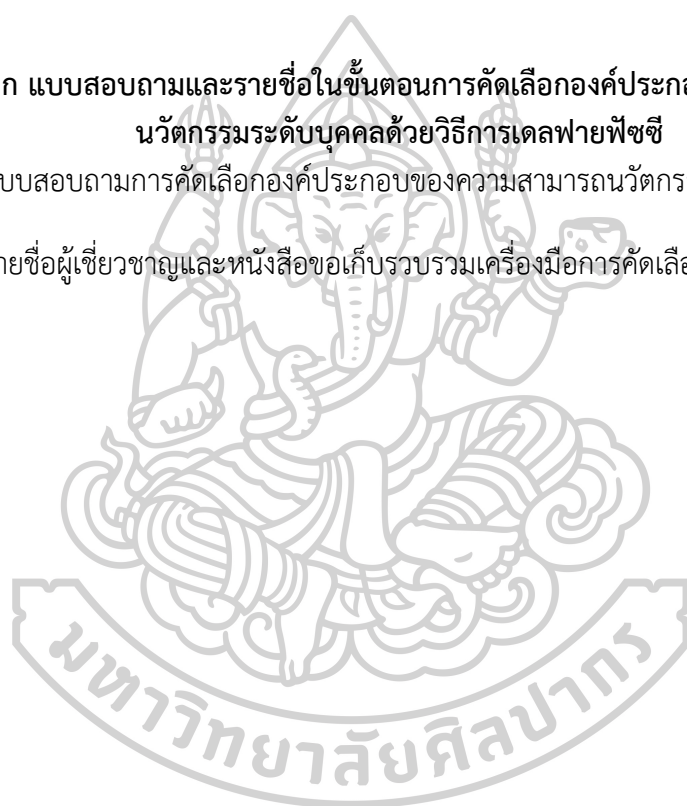 ก แบบสอบถามและรายชื่อในขั้นตอนการคัดเลือกองค์ประกอ
นวัตกรรมระดับบุคคลด้วยวิธีการเดลฟายฟัซซี
บบสอบถามการคัดเลือกองค์ประกอบของความสามารถนวัตกร
ายชื่อผู้เชี่ยวชาญและหนังสือขอเก็บรวบรวมเครื่องมือการคัดเลือ
มหาวิทยาลัยศิลปากร